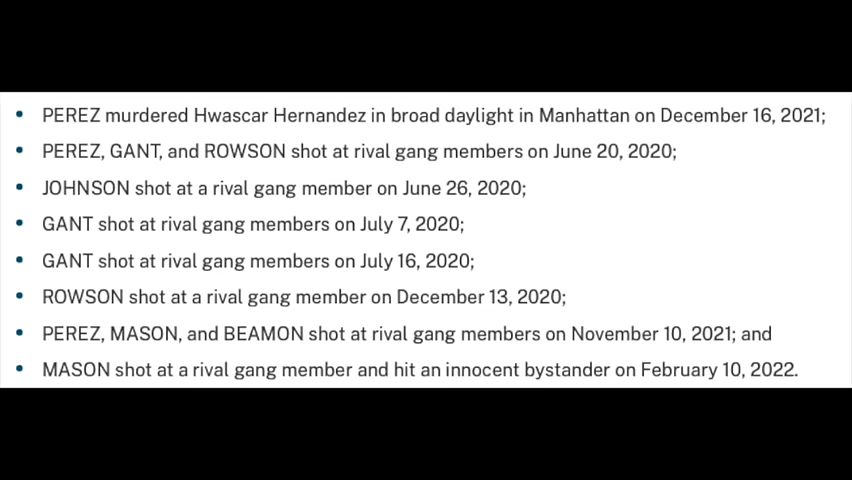 • PEREZ murdered Hwascar Hernandez in broad daylight in Manhattan on December 16, 2021;
• PEREZ, GANT, and ROWSON shot at rival gang members on June 20, 2020;
• JOHNSON shot at a rival gang member on June 26, 2020;
• GANT shot at rival gang members on July 7, 2020;
• GANT shot at rival gang members on July 16, 2020;
• ROWSON shot at a rival gang member on December 13, 2020;
• PEREZ, MASON, and BEAMON shot at rival gang members on November 10, 2021; and
• MASON shot at a rival gang member and hit an innocent bystander on February 10, 2022.